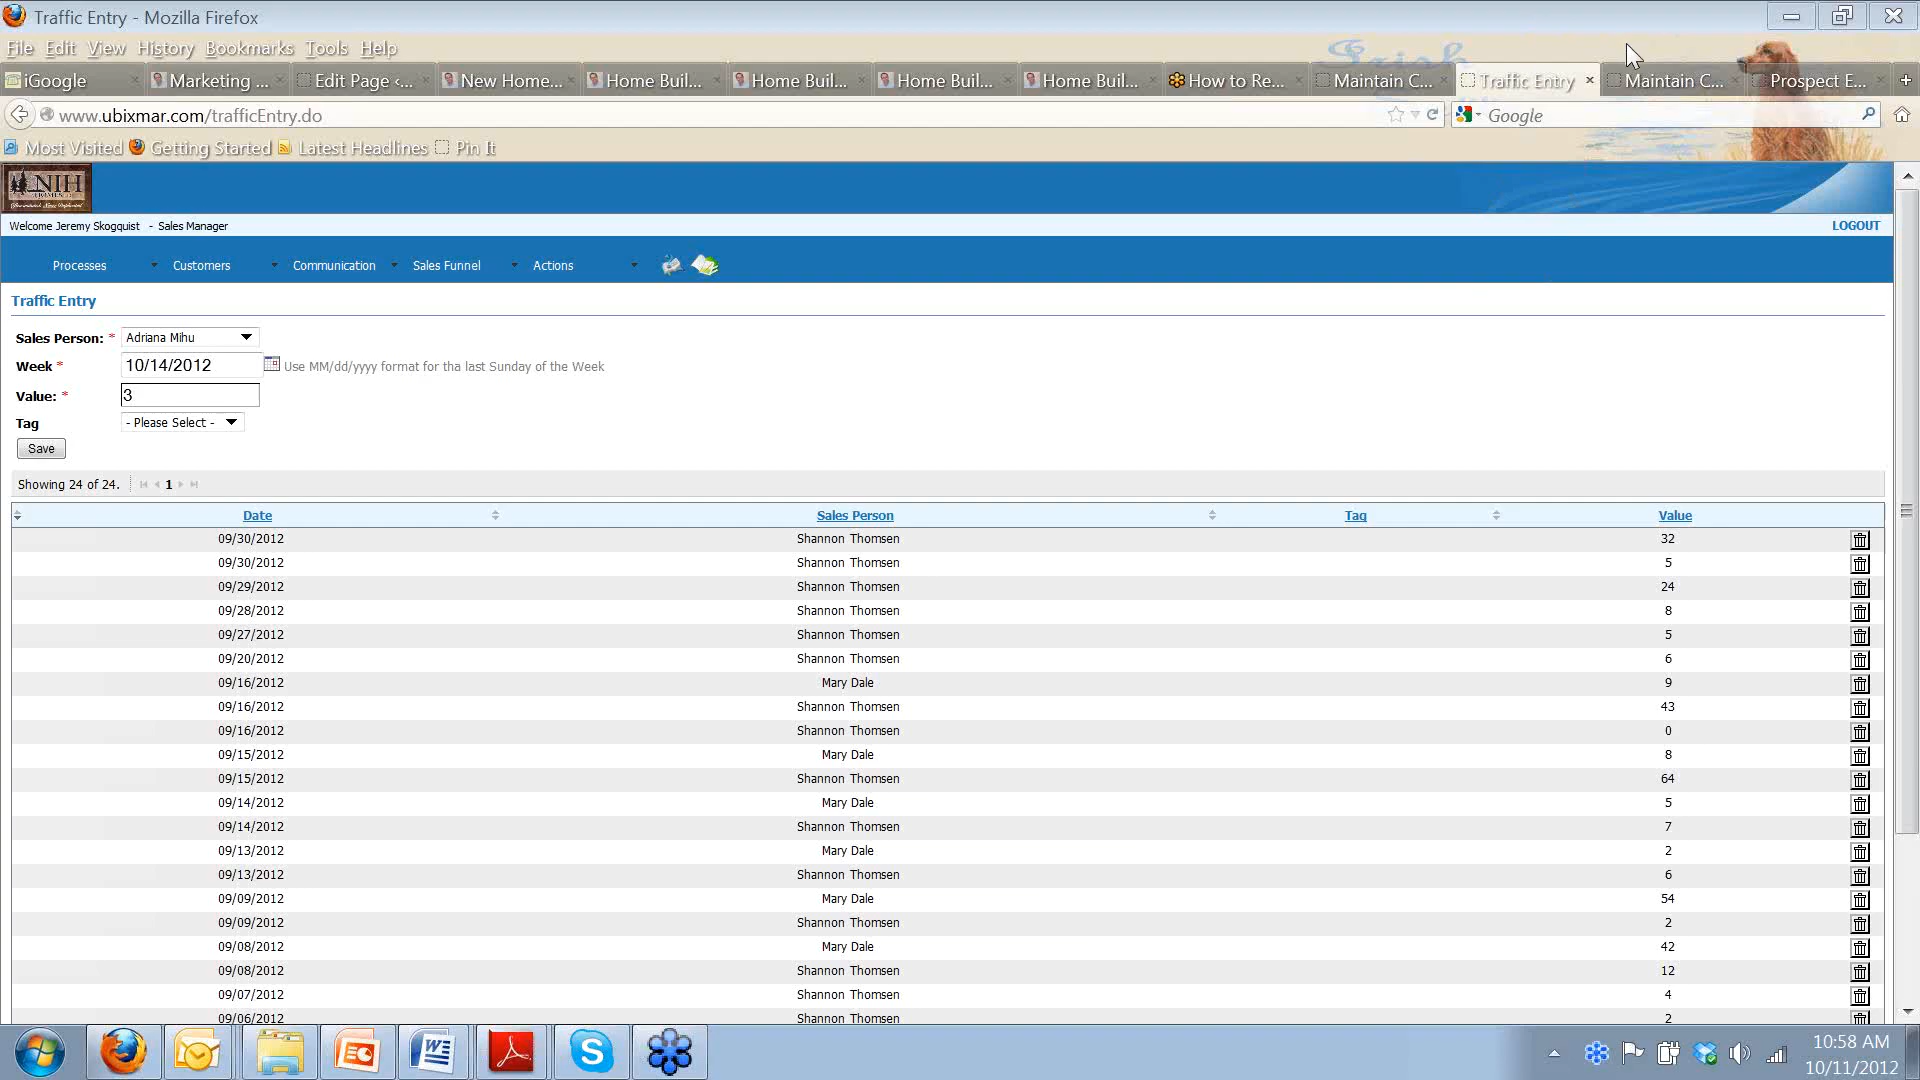 Traffic Entry - Mozilla Firefox
File Edit View History Bookmarks Tools Help
iGoogle Marketing ... Edit Page ‹... New Home... Home Buil... Home Buil... Home Buil... Home Buil... How to Re... Maintain C... Traffic Entry Maintain C... Prospect E...
www.ubixmar.com/trafficEntry.do Google
Most Visited Getting Started Latest Headlines Pin It
NIH
HOMES
Welcome Jeremy Skogquist - Sales Manager LOGOUT
Processes Customers Communication Sales Funnel Actions
Traffic Entry
Sales Person: * Adriana Mihu
Week * 10/14/2012 Use MM/dd/yyyy format for tha last Sunday of the Week
Value: * 3
Tag - Please Select -
Save
Showing 24 of 24. 1
Date Sales Person Tag Value
09/30/2012 Shannon Thomsen 32
09/30/2012 Shannon Thomsen 5
09/29/2012 Shannon Thomsen 24
09/28/2012 Shannon Thomsen 8
09/27/2012 Shannon Thomsen 5
09/20/2012 Shannon Thomsen 6
09/16/2012 Mary Dale 9
09/16/2012 Shannon Thomsen 43
09/16/2012 Shannon Thomsen 0
09/15/2012 Mary Dale 8
09/15/2012 Shannon Thomsen 64
09/14/2012 Mary Dale 5
09/14/2012 Shannon Thomsen 7
09/13/2012 Mary Dale 2
09/13/2012 Shannon Thomsen 6
09/09/2012 Mary Dale 54
09/09/2012 Shannon Thomsen 2
09/08/2012 Mary Dale 42
09/08/2012 Shannon Thomsen 12
09/07/2012 Shannon Thomsen 4
09/06/2012 Shannon Thomsen 2
10:58 AM
10/11/2012